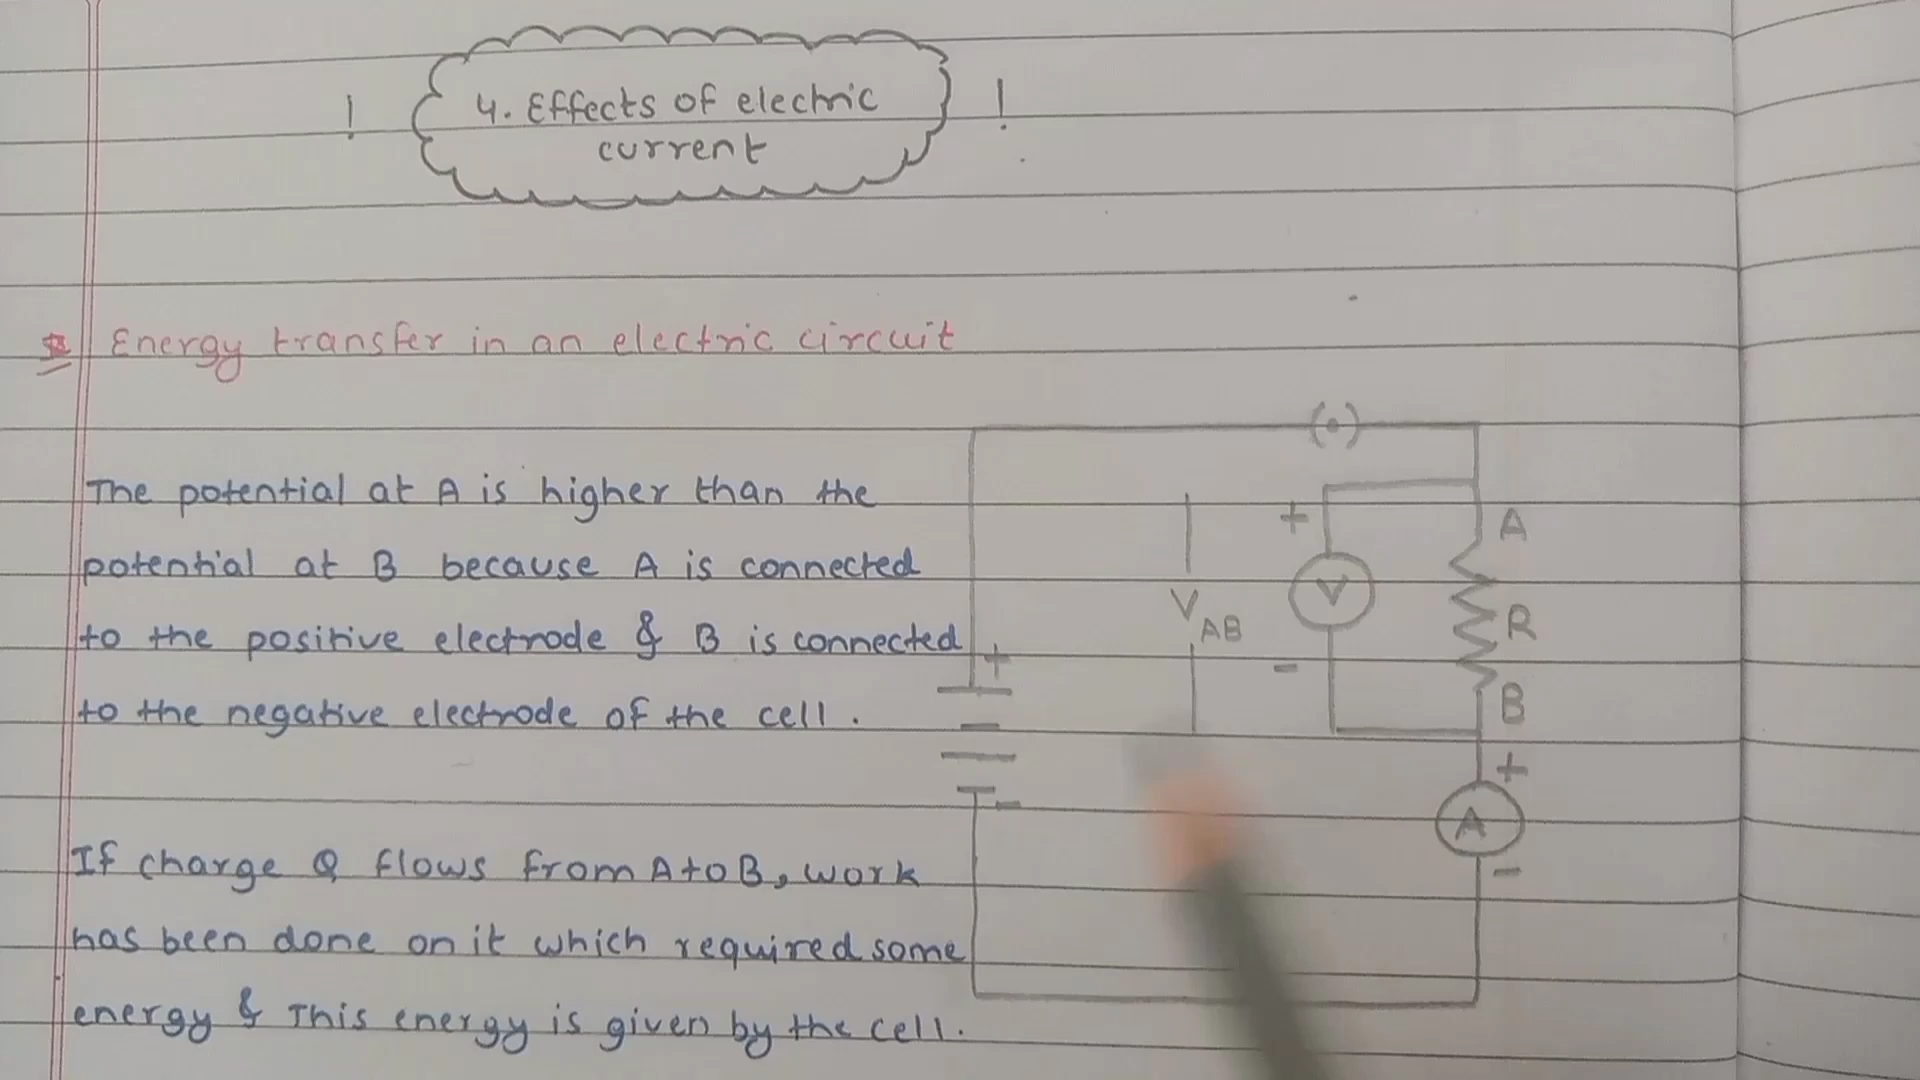 4. Effects of electric
current
Energy transfer in an electric circuit
The potential at A is higher than the
potential at B because A is connected
to the positive electrode & B is connected
to the negative electrode of the cell.
If charge Q flows from A to B, work
has been done on it which required some
energy & This energy is given by the cell.
(•)
+
A
V
V AB
R
+
-
B
+
-
A
-